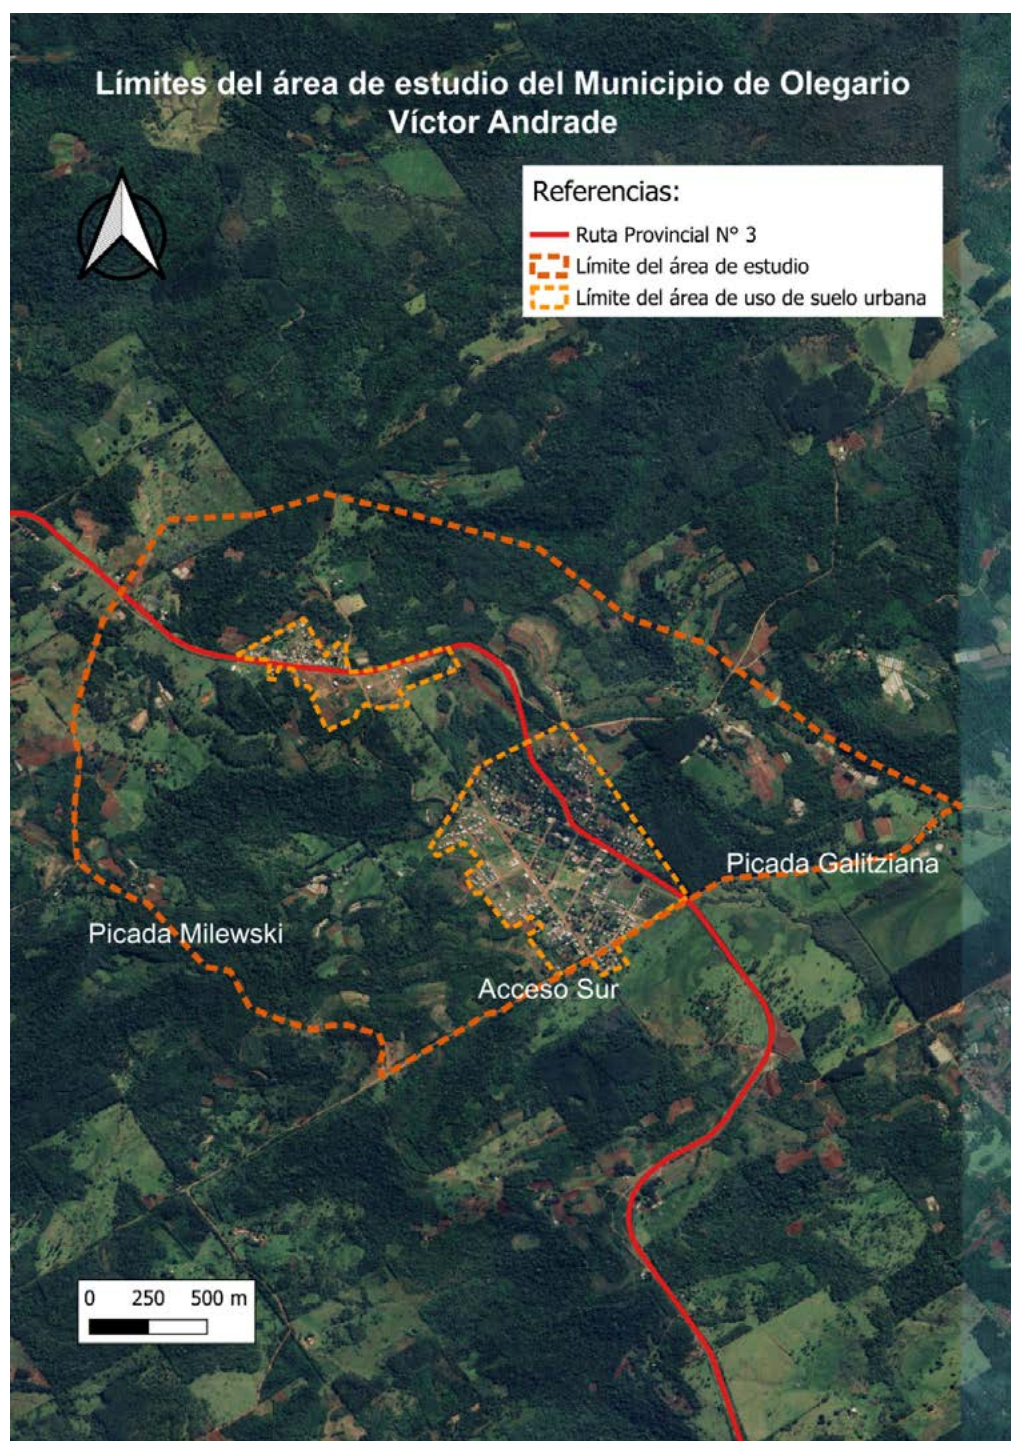 Límites del área de estudio del Municipio de Olegario
Víctor Andrade
Referencias:
Ruta Provincial N° 3
Límite del área de estudio
Límite del área de uso de suelo urbana
Picada Galitziana
Picada Milewski
Acceso Sur
0 250 500 m